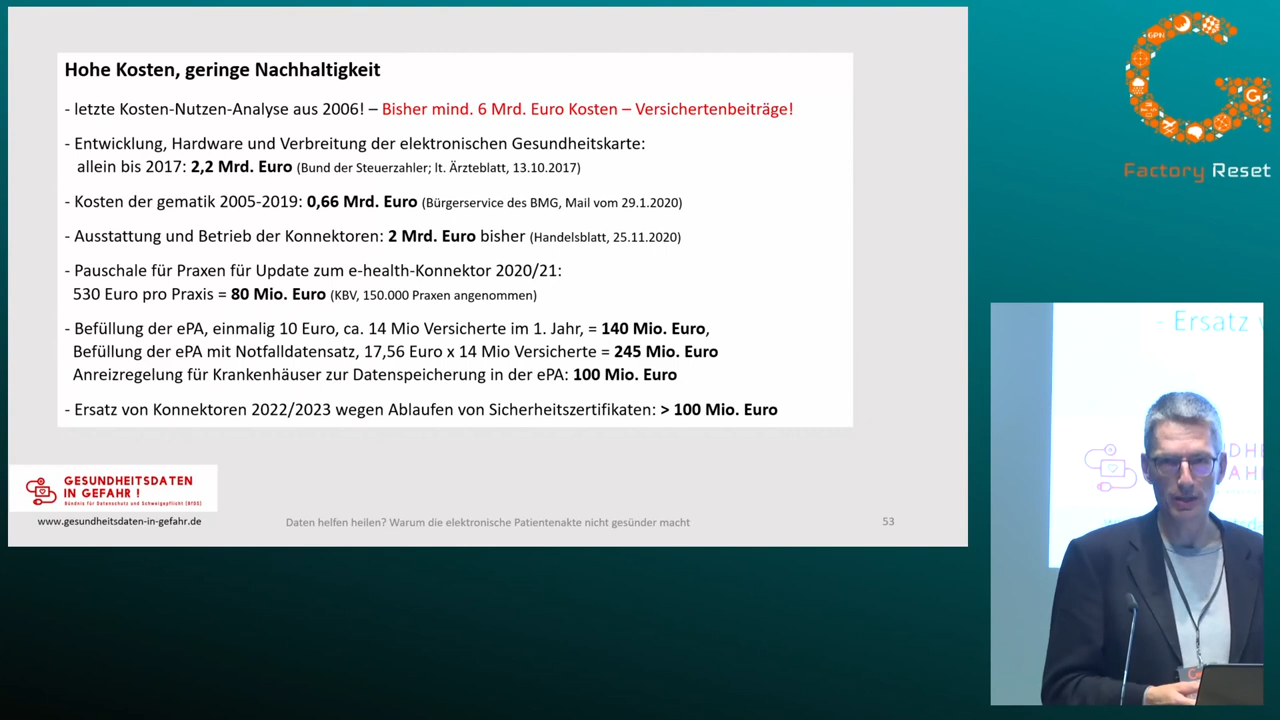 Hohe Kosten, geringe Nachhaltigkeit
- letzte Kosten-Nutzen-Analyse aus 2006! – Bisher mind. 6 Mrd. Euro Kosten – Versichertenbeiträge!
- Entwicklung, Hardware und Verbreitung der elektronischen Gesundheitskarte:
allein bis 2017: 2,2 Mrd. Euro (Bund der Steuerzahler; lt. Ärzteblatt, 13.10.2017)
- Kosten der gematik 2005-2019: 0,66 Mrd. Euro (Bürgerservice des BMG, Mail vom 29.1.2020)
- Ausstattung und Betrieb der Konnektoren: 2 Mrd. Euro bisher (Handelsblatt, 25.11.2020)
- Pauschale für Praxen für Update zum e-health-Konnektor 2020/21:
530 Euro pro Praxis = 80 Mio. Euro (KBV, 150.000 Praxen angenommen)
- Befüllung der ePA, einmalig 10 Euro, ca. 14 Mio Versicherte im 1. Jahr, = 140 Mio. Euro,
Befüllung der ePA mit Notfalldatensatz, 17,56 Euro x 14 Mio Versicherte = 245 Mio. Euro
Anreizregelung für Krankenhäuser zur Datenspeicherung in der ePA: 100 Mio. Euro
- Ersatz von Konnektoren 2022/2023 wegen Ablaufen von Sicherheitszertifikaten: > 100 Mio. Euro
GESUNDHEITSDATEN
IN GEFAHR !
Bündnis für Datenschutz und Schweigepflicht (BfDS)
www.gesundheitsdaten-in-gefahr.de
Daten helfen heilen? Warum die elektronische Patientenakte nicht gesünder macht
53
GPN
G
Factory Reset
- Ersatz v